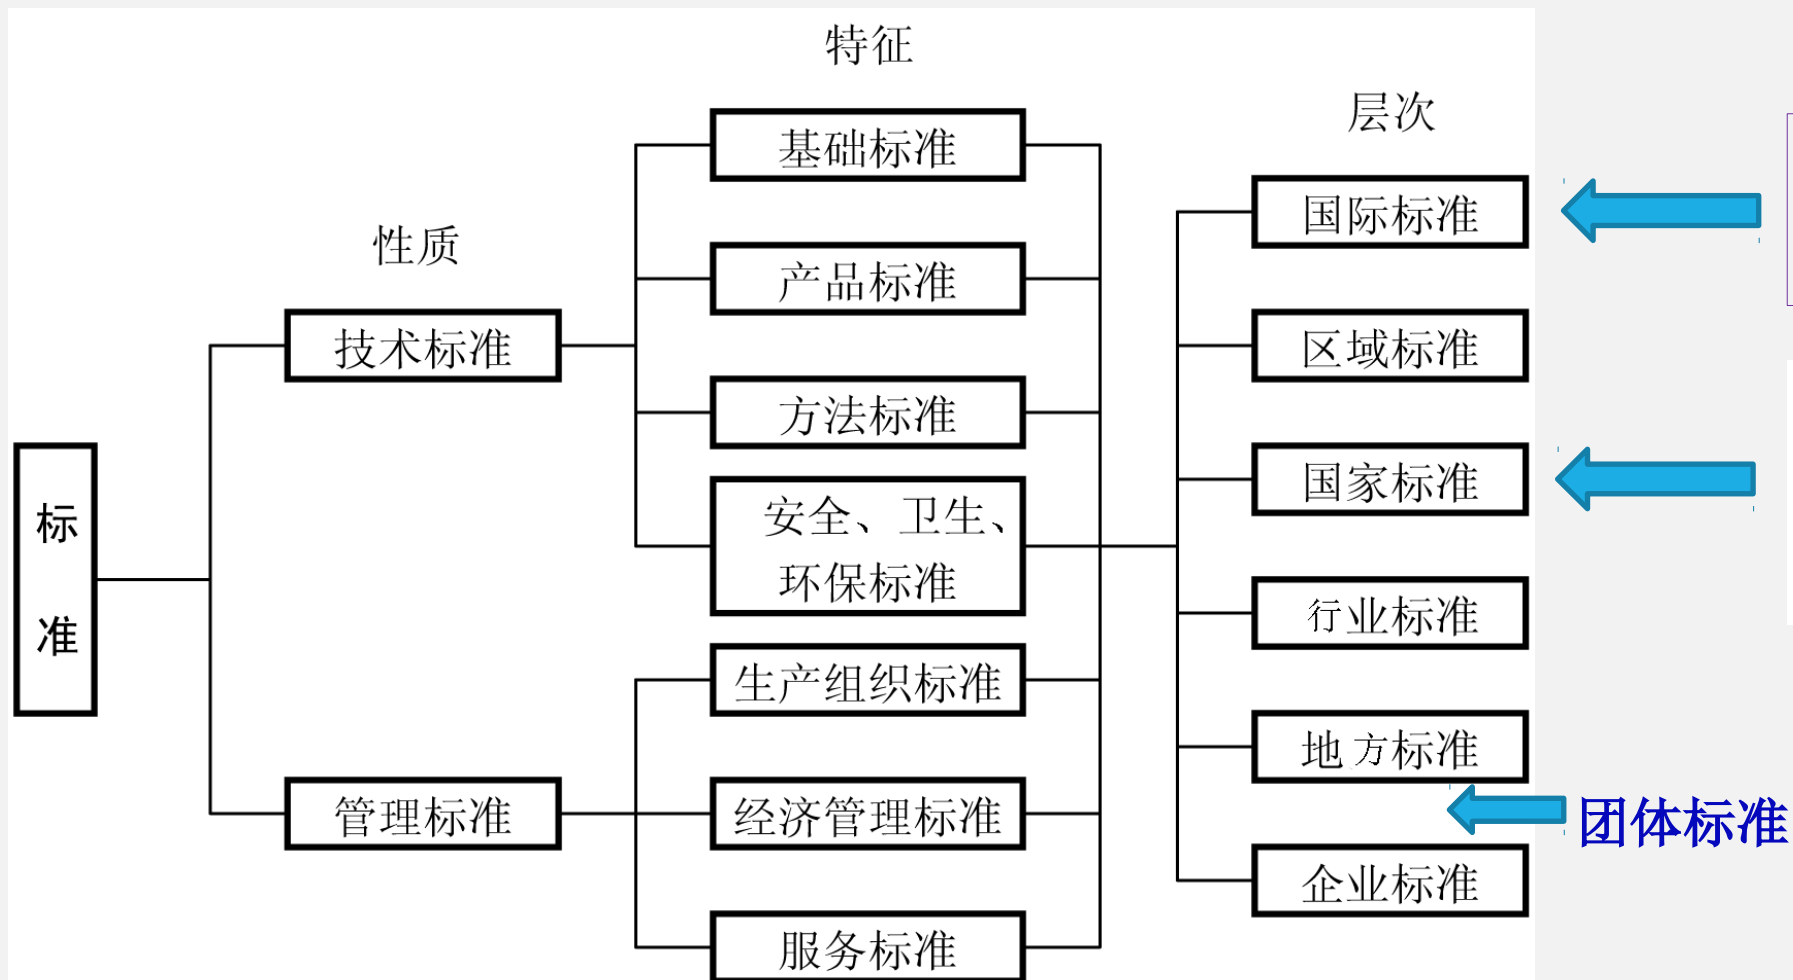 特征
层次
基础标准
国际标准
性质
产品标准
技术标准
区域标准
方法标准
国家标准
标
准
安全、卫生、
环保标准
行业标准
生产组织标准
地方标准
管理标准
经济管理标准
团体标准
企业标准
服务标准